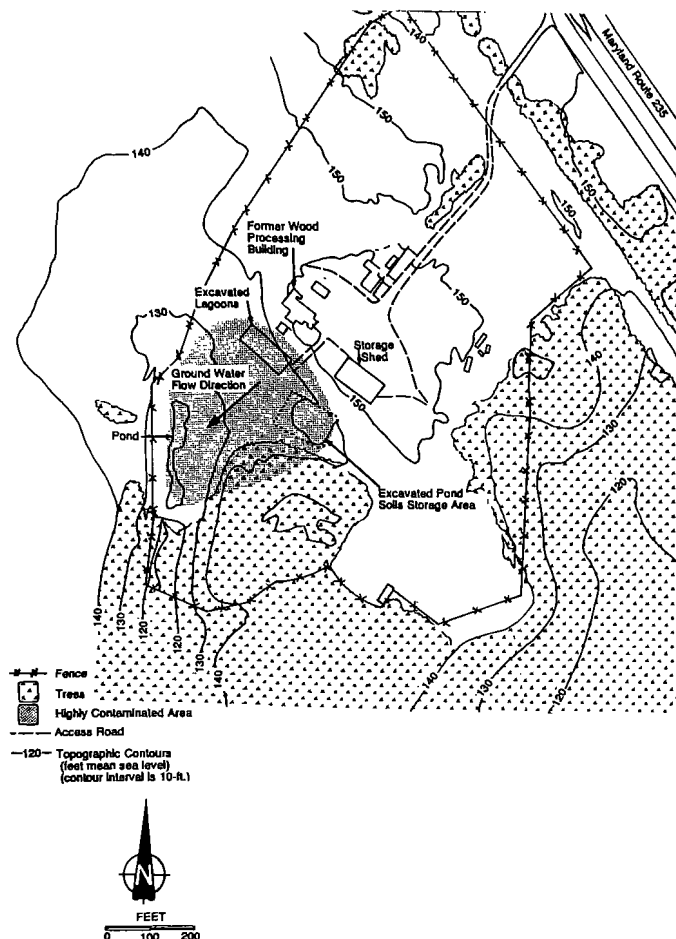 140
Maryland Route 235
150
140
150
150
150
Former Wood
Processing
Building
Excavated
Lagoons
150
130
Storage
Shed
140
Ground Water
Flow Direction
150
130
Pond
120
Excavated Pond
Soils Storage Area
140
130
120
120
130
140
140
130
120
Fence
Trees
Highly Contaminated Area
Access Road
120 Topographic Contours
(feet mean sea level)
(contour interval is 10-ft.)
N
FEET
0 100 200